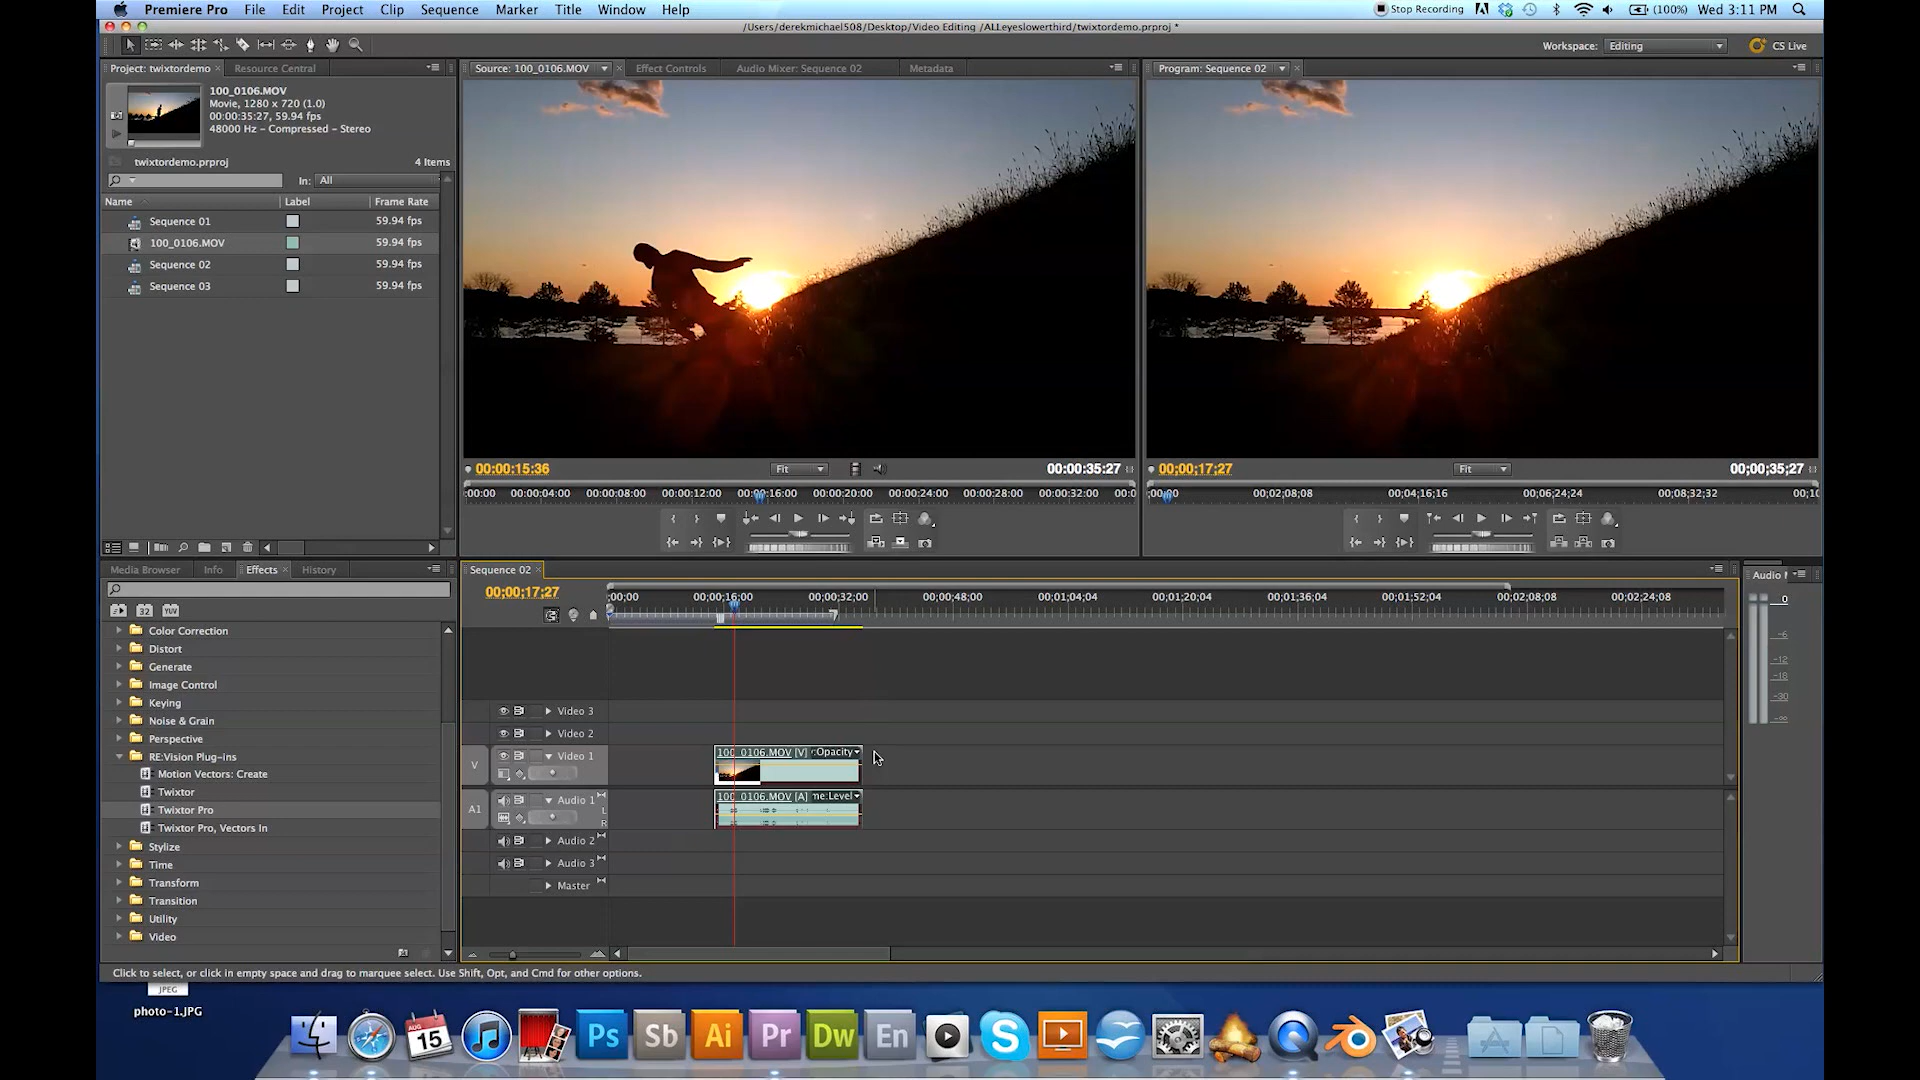 Premiere Pro File Edit Project Clip Sequence Marker Title Window Help
Stop Recording (100%) Wed 3:11 PM
/Users/derekmichael508/Desktop/Video Editing /ALLeyeslowerthird/twixtordemo.prproj *
Workspace: Editing CS Live
Project: twixtordemo Resource Central
Source: 100_0106.MOV Effect Controls Audio Mixer: Sequence 02 Metadata
Program: Sequence 02
100_0106.MOV
Movie, 1280 x 720 (1.0)
00:00:35:27, 59.94 fps
48000 Hz - Compressed - Stereo
twixtordemo.prproj 4 Items
In: All
Name Label Frame Rate
Sequence 01 59.94 fps
100_0106.MOV 59.94 fps
Sequence 02 59.94 fps
Sequence 03 59.94 fps
00:00:15:36 Fit 00:00:35:27
00;00;17;27 Fit 00;00;35;27
:00:00 00:00:04:00 00:00:08:00 00:00:12:00 00:00:16:00 00:00:20:00 00:00:24:00 00:00:28:00 00:00:32:00 00:0
;00;00 00;02;08;08 00;04;16;16 00;06;24;24 00;08;32;32 00;10
Media Browser Info Effects History
32 YUV
Color Correction
Distort
Generate
Image Control
Keying
Noise & Grain
Perspective
RE:Vision Plug-ins
Motion Vectors: Create
Twixtor
Twixtor Pro
Twixtor Pro, Vectors In
Stylize
Time
Transform
Transition
Utility
Video
Sequence 02
00;00;17;27
;00;00 00;00;16;00 00;00;32;00 00;00;48;00 00;01;04;04 00;01;20;04 00;01;36;04 00;01;52;04 00;02;08;08 00;02;24;08
Video 3
Video 2
V Video 1
100_0106.MOV [V] :Opacity
A1 Audio 1 L R
100_0106.MOV [A] me:Level
Audio 2
Audio 3
Master
Audio
0
-6
-12
-18
-30
-∞
Click to select, or click in empty space and drag to marquee select. Use Shift, Opt, and Cmd for other options.
JPEG
photo-1.JPG
AUG
15
Ps Sb Ai Pr Dw En